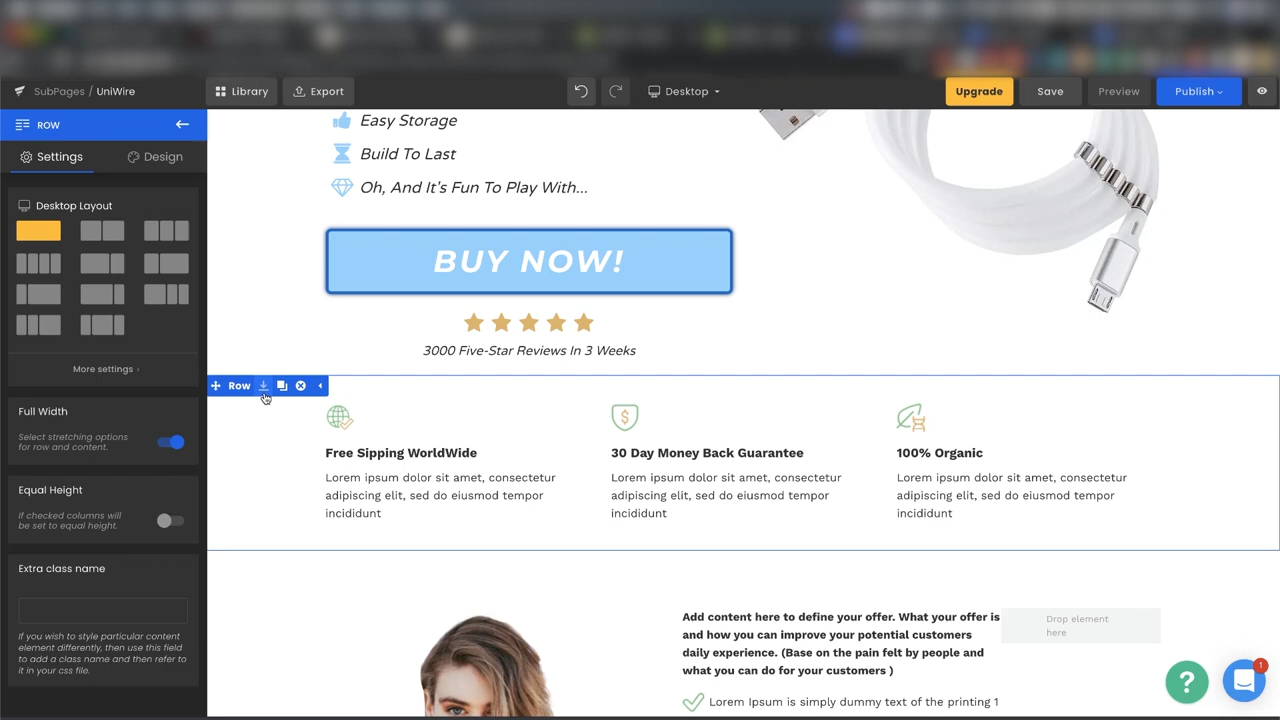 SubPages / UniWire
Library
Export
Desktop
Upgrade
Save
Preview
Publish
ROW
Settings
Design
Desktop Layout
More settings ›
Full Width
Select stretching options
for row and content.
Equal Height
If checked columns will
be set to equal height.
Extra class name
If you wish to style particular content
element differently, then use this field
to add a class name and then refer to
it in your css file.
Easy Storage
Build To Last
Oh, And It's Fun To Play With...
BUY NOW!
3000 Five-Star Reviews In 3 Weeks
Row
Free Sipping WorldWide
Lorem ipsum dolor sit amet, consectetur
adipiscing elit, sed do eiusmod tempor
incididunt
30 Day Money Back Guarantee
Lorem ipsum dolor sit amet, consectetur
adipiscing elit, sed do eiusmod tempor
incididunt
100% Organic
Lorem ipsum dolor sit amet, consectetur
adipiscing elit, sed do eiusmod tempor
incididunt
Add content here to define your offer. What your offer is
and how you can improve your potential customers
daily experience. (Base on the pain felt by people and
what you can do for your customers )
Lorem Ipsum is simply dummy text of the printing 1
Drop element
here
?
1